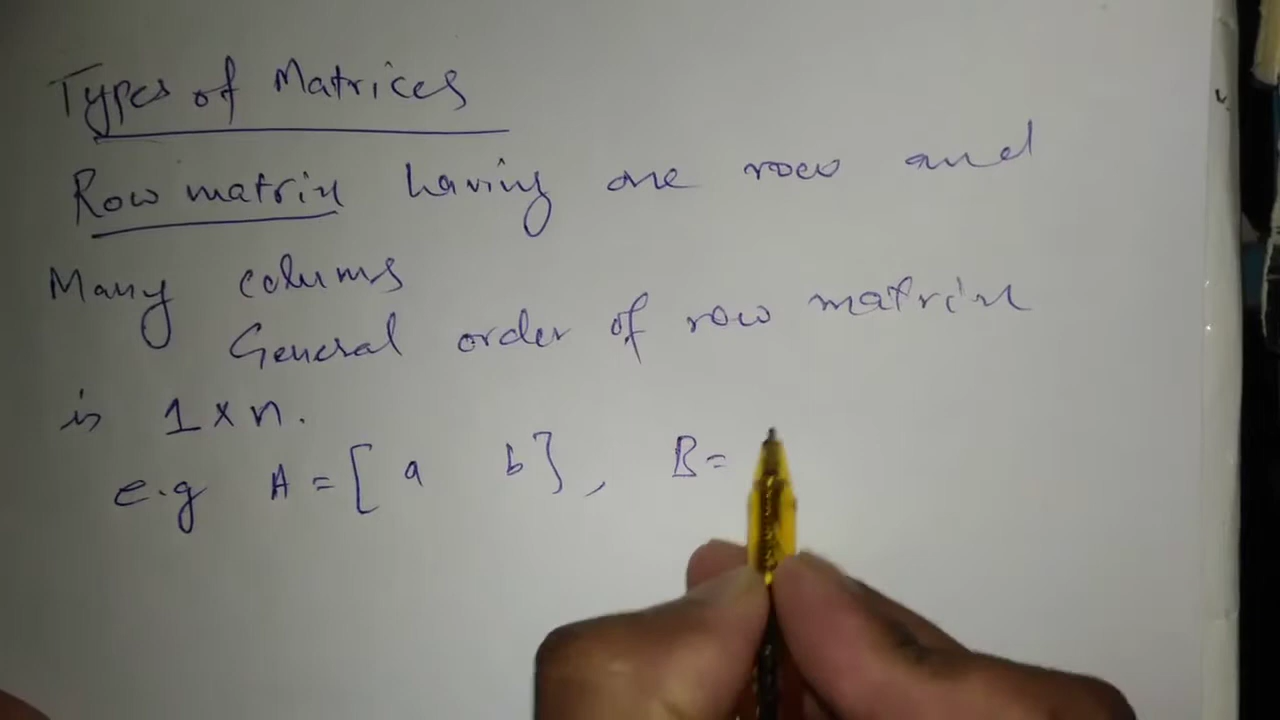 Types of Matrices
Row matrix having one row and
Many colums
General order of row matrix
is 1 × n.
e.g A = [ a b ] , B =